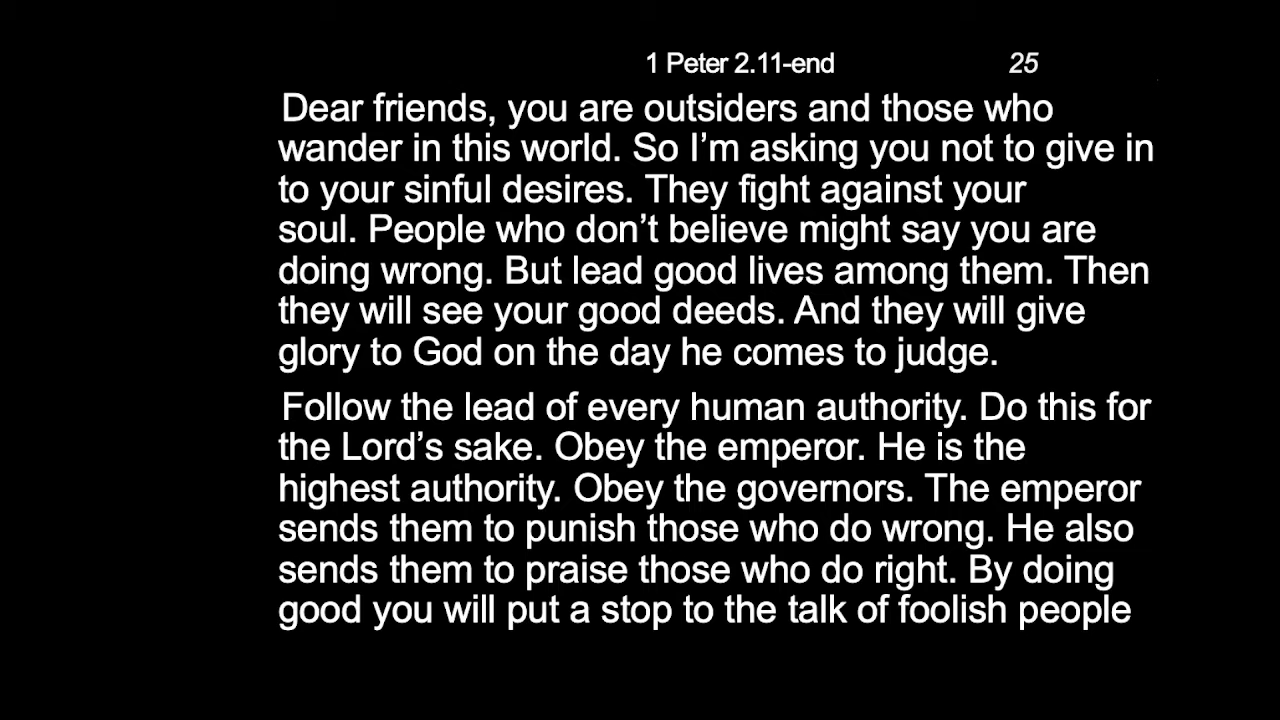 1 Peter 2.11-end 25
Dear friends, you are outsiders and those who
wander in this world. So I’m asking you not to give in
to your sinful desires. They fight against your
soul. People who don’t believe might say you are
doing wrong. But lead good lives among them. Then
they will see your good deeds. And they will give
glory to God on the day he comes to judge.
Follow the lead of every human authority. Do this for
the Lord’s sake. Obey the emperor. He is the
highest authority. Obey the governors. The emperor
sends them to punish those who do wrong. He also
sends them to praise those who do right. By doing
good you will put a stop to the talk of foolish people